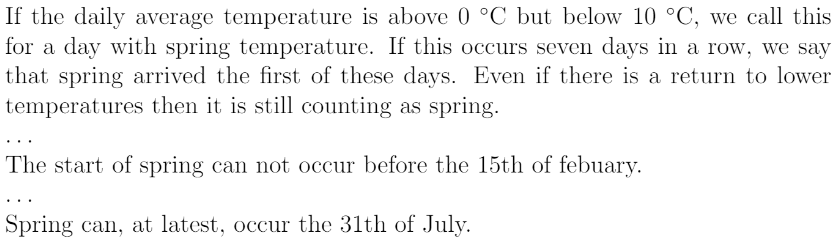 If the daily average temperature is above 0 °C but below 10 °C, we call this
for a day with spring temperature. If this occurs seven days in a row, we say
that spring arrived the first of these days. Even if there is a return to lower
temperatures then it is still counting as spring.
...
The start of spring can not occur before the 15th of febuary.
...
Spring can, at latest, occur the 31th of July.